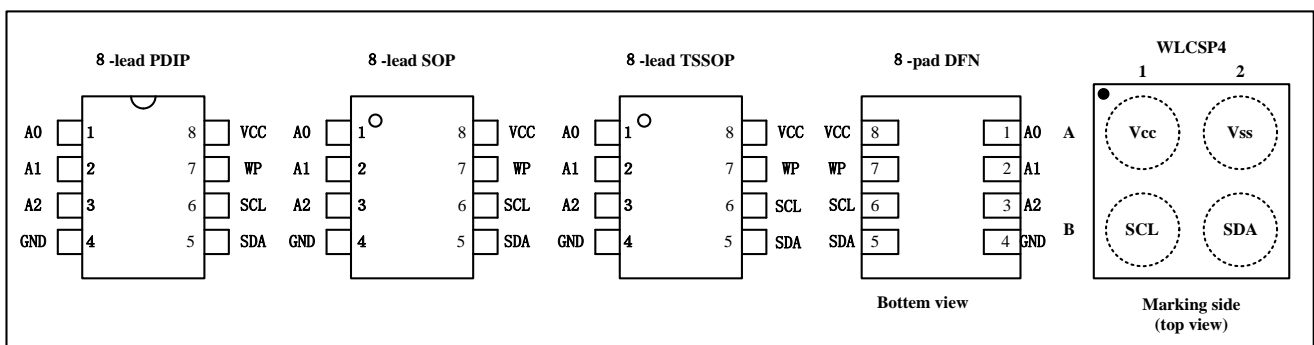 8-lead PDIP
A0 1 8 VCC
A1 2 7 WP
A2 3 6 SCL
GND 4 5 SDA
8-lead SOP
A0 1 8 VCC
A1 2 7 WP
A2 3 6 SCL
GND 4 5 SDA
8-lead TSSOP
A0 1 8 VCC
A1 2 7 WP
A2 3 6 SCL
GND 4 5 SDA
8-pad DFN
VCC 8 1 A0
WP 7 2 A1
SCL 6 3 A2
SDA 5 4 GND
Bottem view
WLCSP4
1 2
A Vcc Vss
B SCL SDA
Marking side
(top view)